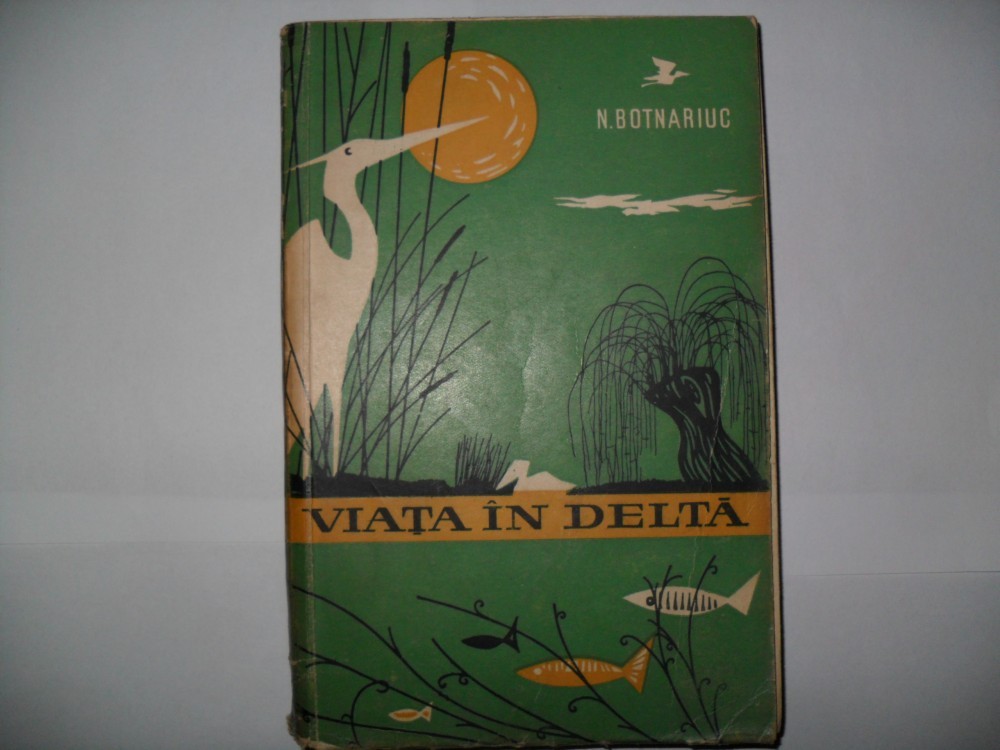 N. BOTNARIUC
VIAȚA ÎN DELTĂ